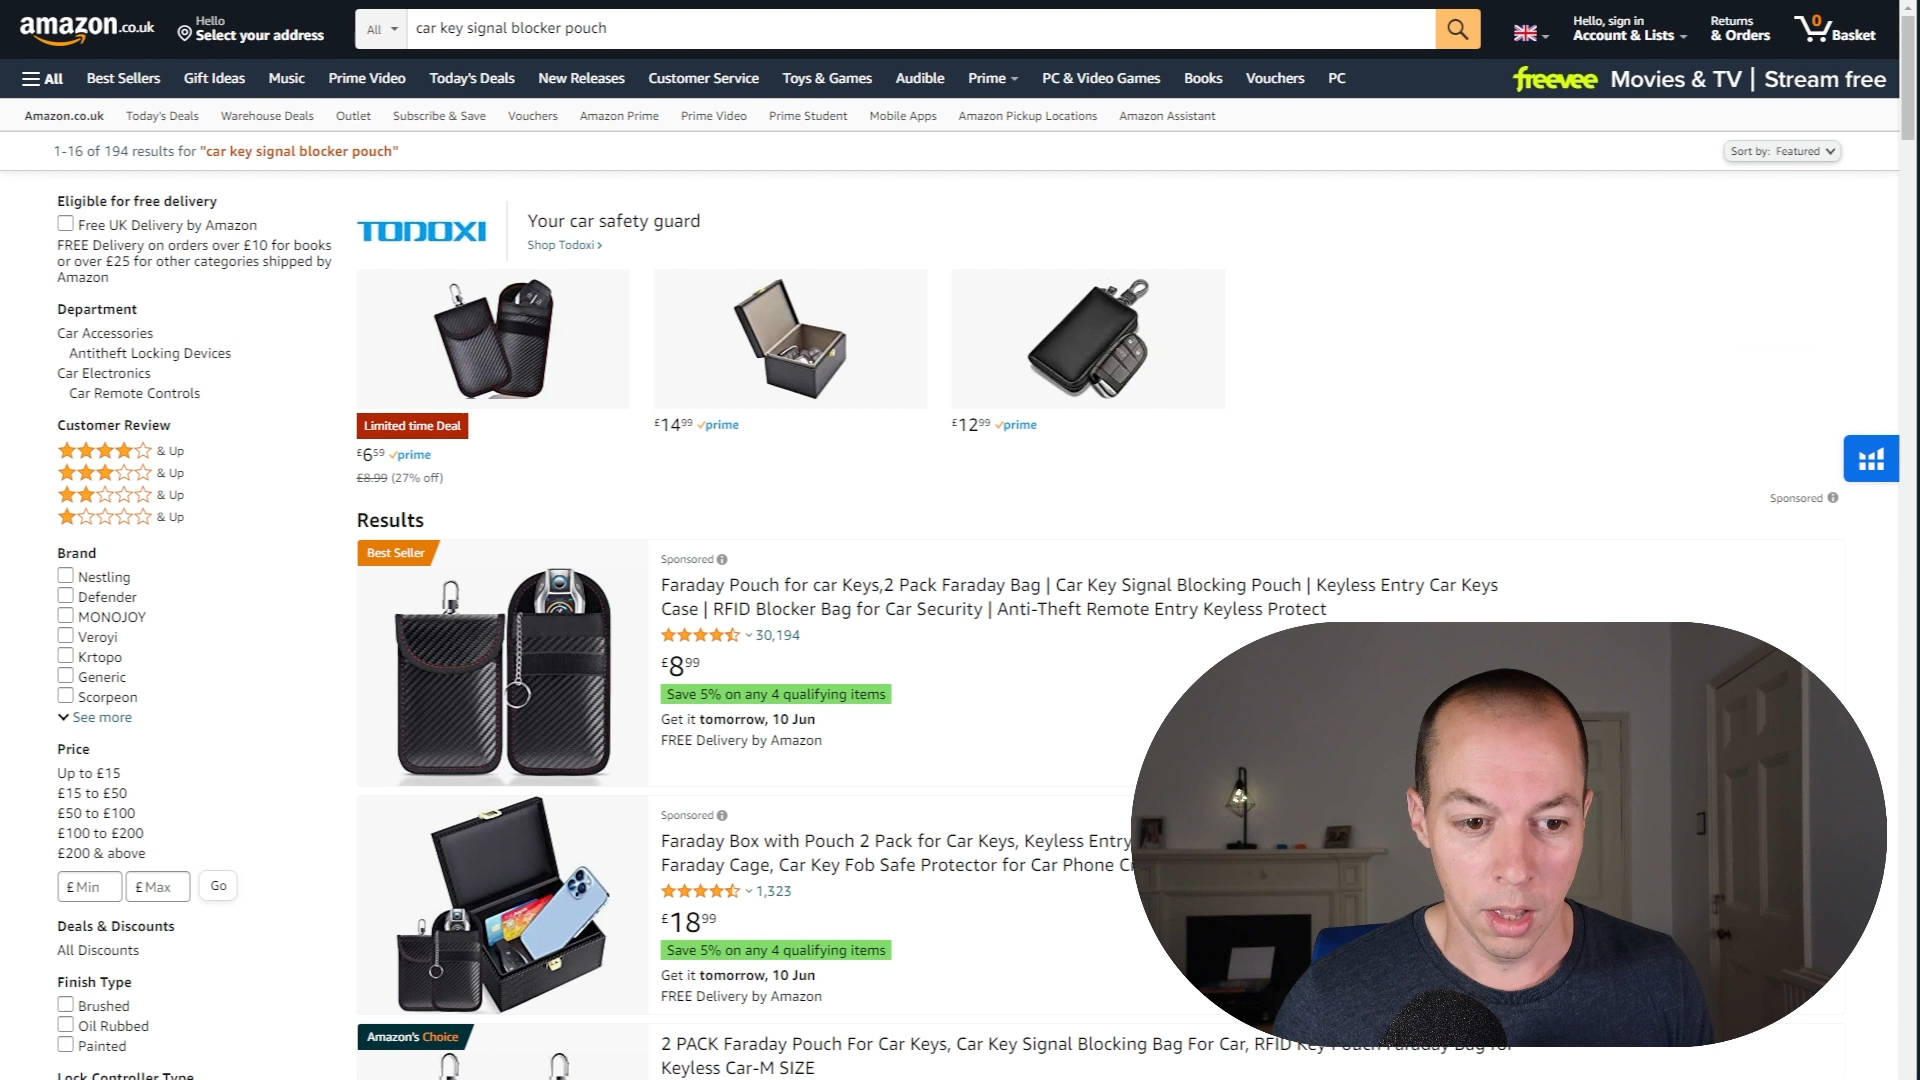 amazon.co.uk
Hello
Select your address
All
car key signal blocker pouch
Hello, sign in
Account & Lists
Returns
& Orders
0
Basket
All
Best Sellers
Gift Ideas
Music
Prime Video
Today's Deals
New Releases
Customer Service
Toys & Games
Audible
Prime
PC & Video Games
Books
Vouchers
PC
freevee Movies & TV | Stream free
Amazon.co.uk
Today's Deals
Warehouse Deals
Outlet
Subscribe & Save
Vouchers
Amazon Prime
Prime Video
Prime Student
Mobile Apps
Amazon Pickup Locations
Amazon Assistant
1-16 of 194 results for "car key signal blocker pouch"
Sort by: Featured
Eligible for free delivery
Free UK Delivery by Amazon
FREE Delivery on orders over £10 for books
or over £25 for other categories shipped by
Amazon
Department
Car Accessories
Antitheft Locking Devices
Car Electronics
Car Remote Controls
Customer Review
& Up
& Up
& Up
& Up
Brand
Nestling
Defender
MONOJOY
Veroyi
Krtopo
Generic
Scorpeon
See more
Price
Up to £15
£15 to £50
£50 to £100
£100 to £200
£200 & above
£ Min
£ Max
Go
Deals & Discounts
All Discounts
Finish Type
Brushed
Oil Rubbed
Painted
Lock Controller Type
TODOXI
Your car safety guard
Shop Todoxi ›
Limited time Deal
£6.59 prime
£8.99 (27% off)
£14.99 prime
£12.99 prime
Sponsored
Results
Best Seller
Sponsored
Faraday Pouch for car Keys,2 Pack Faraday Bag | Car Key Signal Blocking Pouch | Keyless Entry Car Keys
Case | RFID Blocker Bag for Car Security | Anti-Theft Remote Entry Keyless Protect
30,194
£8.99
Save 5% on any 4 qualifying items
Get it tomorrow, 10 Jun
FREE Delivery by Amazon
Sponsored
Faraday Box with Pouch 2 Pack for Car Keys, Keyless Entry
Faraday Cage, Car Key Fob Safe Protector for Car Phone
1,323
£18.99
Save 5% on any 4 qualifying items
Get it tomorrow, 10 Jun
FREE Delivery by Amazon
Amazon's Choice
2 PACK Faraday Pouch For Car Keys, Car Key Signal Blocking Bag For Car, RFID Key Pouch Faraday Bag for
Keyless Car-M SIZE